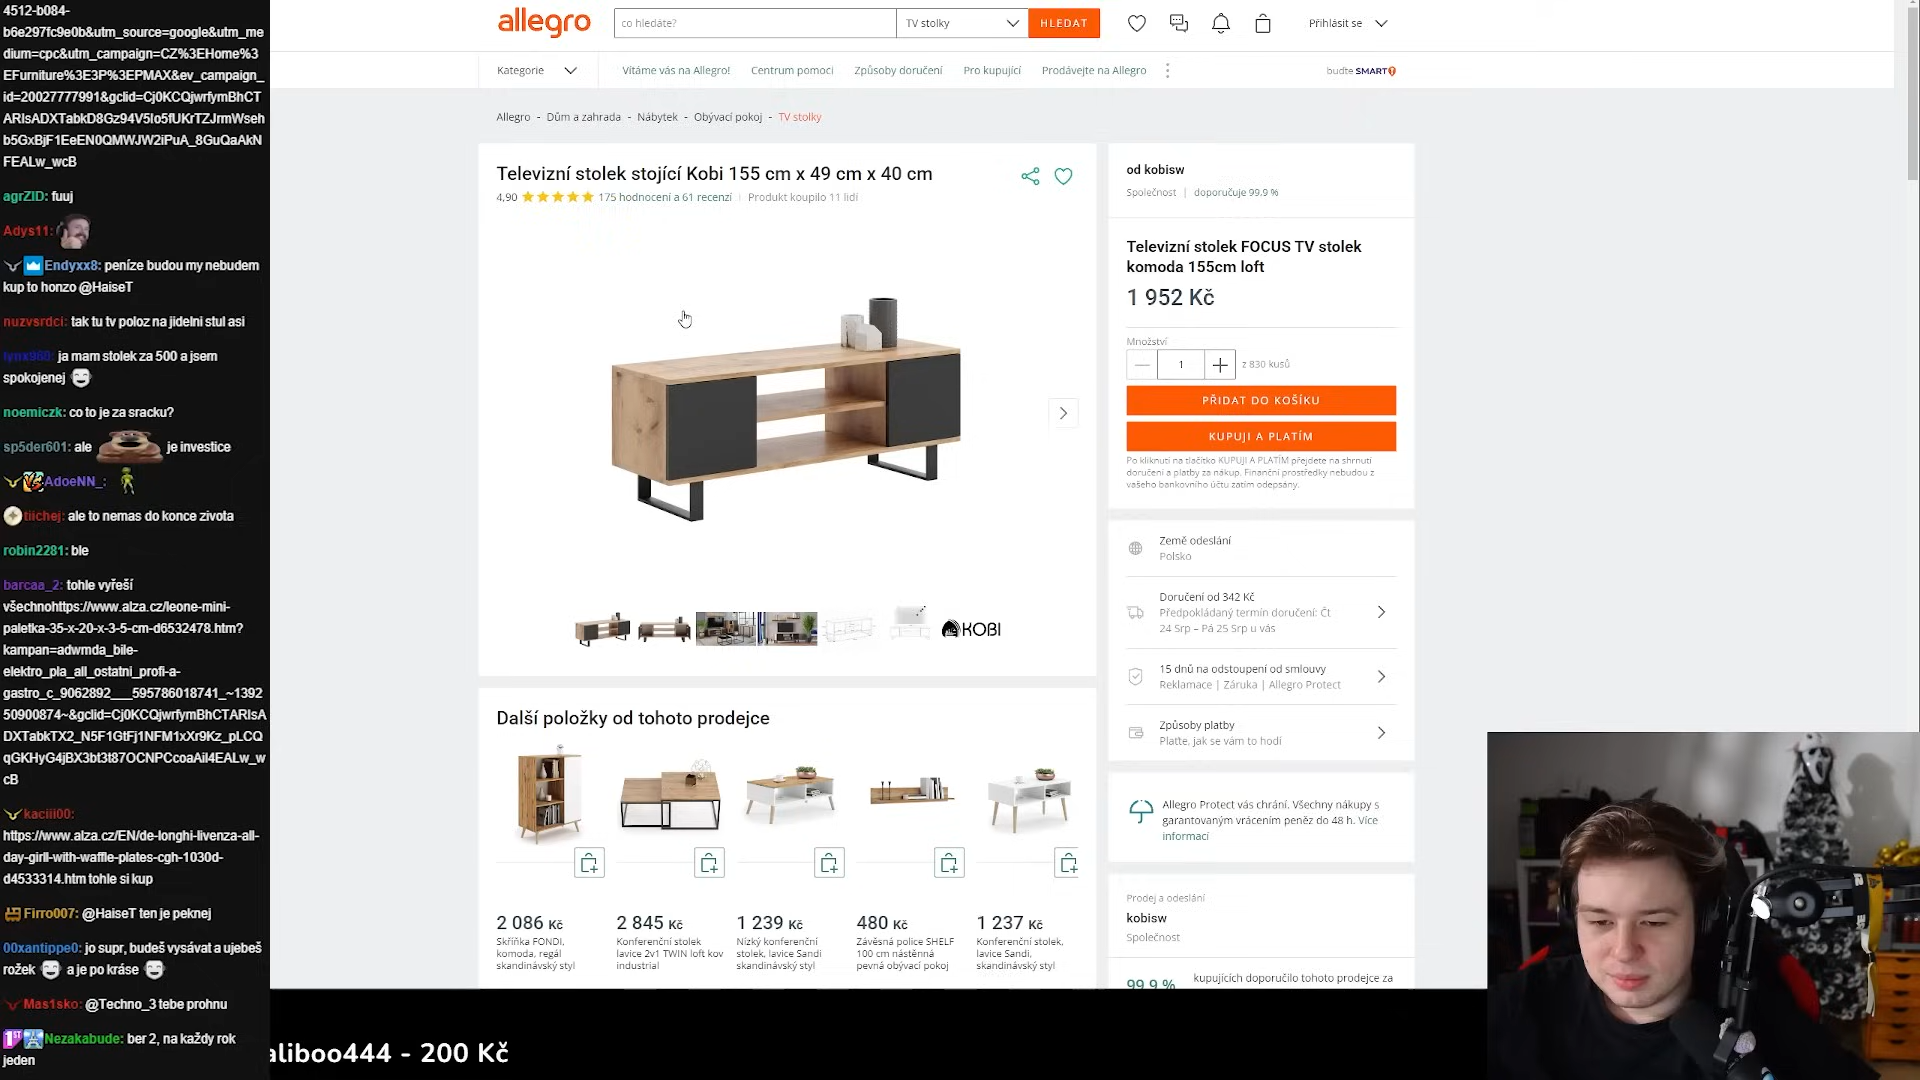 4512-b084-
b6e297fc9e0b&utm_source=google&utm_me
dium=cpc&utm_campaign=CZ%3EHome%3
EFurniture%3E3P%3EPMAX&ev_campaign_
id=20027777991&gclid=Cj0KCQjwrfymBhCT
ARIsADXTabkD8Gz94V5Io5fUKrTZJrmWseh
b5GxBjF1EeEN0QMWJW2iPuA_8GuQaAkN
FEALw_wcB
agrZID: fuuj
Adys11:
Endyxx8: peníze budou my nebudem
kup to honzo @HaiseT
nuzvsrdci: tak tu tv poloz na jidelni stul asi
lynx988: ja mam stolek za 500 a jsem
spokojenej
noemiczk: co to je za sracku?
sp5der601: ale je investice
AdoeNN_:
tiichej: ale to nemas do konce zivota
robin2281: ble
barcaa_2: tohle vyřeší
všechnohttps://www.alza.cz/leone-mini-
paletka-35-x-20-x-3-5-cm-d6532478.htm?
kampan=adwmda_bile-
elektro_pla_all_ostatni_profi-a-
gastro_c_9062892___595786018741_~1392
50900874~&gclid=Cj0KCQjwrfymBhCTARIsA
DXTabkTX2_N5F1GtFj1NFM1xXr9Kz_pLCQ
qGKHyG4jBX3bt3t87OCNPCcoaAil4EALw_w
cB
kaciii00:
https://www.alza.cz/EN/de-longhi-livenza-all-
day-grill-with-waffle-plates-cgh-1030d-
d4533314.htm tohle si kup
Firro007: @HaiseT ten je peknej
00xantippe0: jo supr, budeš vysávat a ujebeš
rožek a je po kráse
Mas1sko: @Techno_3 tebe prohnu
1ST Nezakabude: ber 2, na každy rok
jeden
allegro
co hledáte?
TV stolky
HLEDAT
Přihlásit se
Kategorie
Vítáme vás na Allegro!
Centrum pomoci
Způsoby doručení
Pro kupující
Prodávejte na Allegro
buďte SMART!
Allegro - Dům a zahrada - Nábytek - Obývací pokoj - TV stolky
Televizní stolek stojící Kobi 155 cm x 49 cm x 40 cm
4,90 175 hodnocení a 61 recenzí | Produkt koupilo 11 lidí
KOBI
Další položky od tohoto prodejce
2 086 Kč
Skříňka FONDI,
komoda, regál
skandinávský styl
2 845 Kč
Konferenční stolek
lavice 2v1 TWIN loft kov
industrial
1 239 Kč
Nízký konferenční
stolek, lavice Sandi
skandinávský styl
480 Kč
Závěsná police SHELF
100 cm nástěnná
pevná obývací pokoj
1 237 Kč
Konferenční stolek,
lavice Sandi,
skandinávský styl
od kobisw
Společnost | doporučuje 99,9 %
Televizní stolek FOCUS TV stolek
komoda 155cm loft
1 952 Kč
Množství
1
z 830 kusů
PŘIDAT DO KOŠÍKU
KUPUJI A PLATÍM
Po kliknutí na tlačítko KUPUJI A PLATÍM přejdete na shrnutí
doručení a platby za nákup. Finanční prostředky nebudou z
vašeho bankovního účtu zatím odepsány.
Země odeslání
Polsko
Doručení od 342 Kč
Předpokládaný termín doručení: Čt
24 Srp – Pá 25 Srp u vás
15 dnů na odstoupení od smlouvy
Reklamace | Záruka | Allegro Protect
Způsoby platby
Plaťte, jak se vám to hodí
Allegro Protect vás chrání. Všechny nákupy s
garantovaným vrácením peněz do 48 h. Více
informací
Prodej a odeslání
kobisw
Společnost
99,9 %
kupujících doporučilo tohoto prodejce za
aliboo444 - 200 Kč